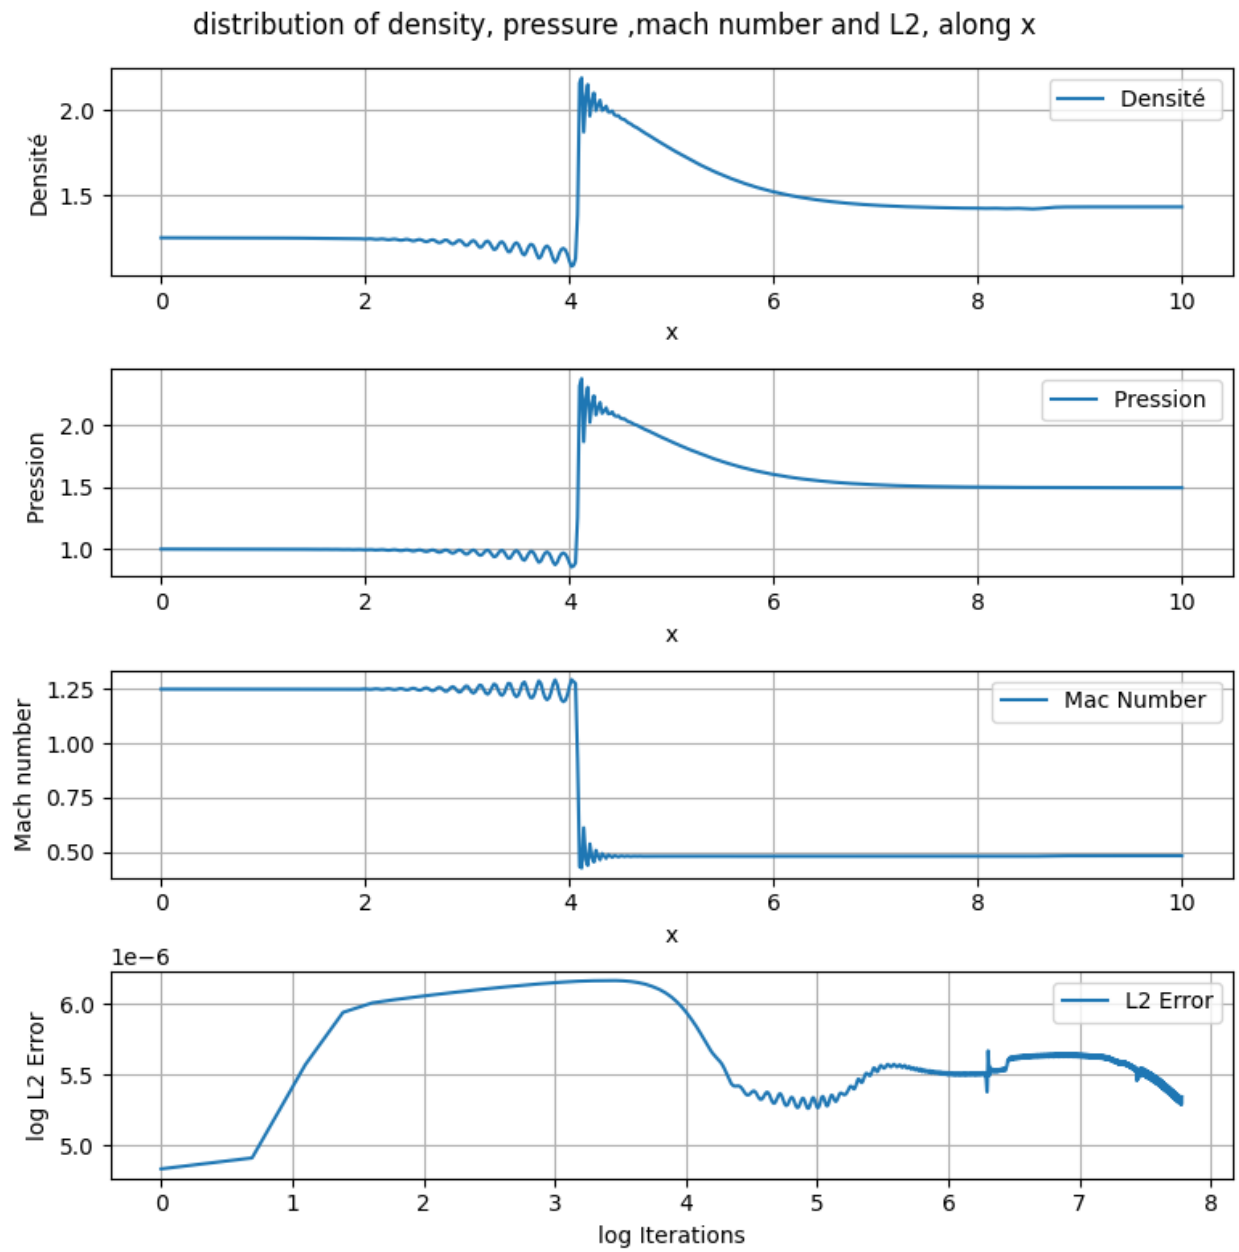 distribution of density, pressure ,mach number and L2, along x
Densité
2.0
1.5
Densité
0 2 4 6 8 10
x
Pression
2.0
1.5
1.0
Pression
0 2 4 6 8 10
x
Mach number
1.25
1.00
0.75
0.50
Mac Number
0 2 4 6 8 10
x
1e−6
log L2 Error
6.0
5.5
5.0
L2 Error
0 1 2 3 4 5 6 7 8
log Iterations